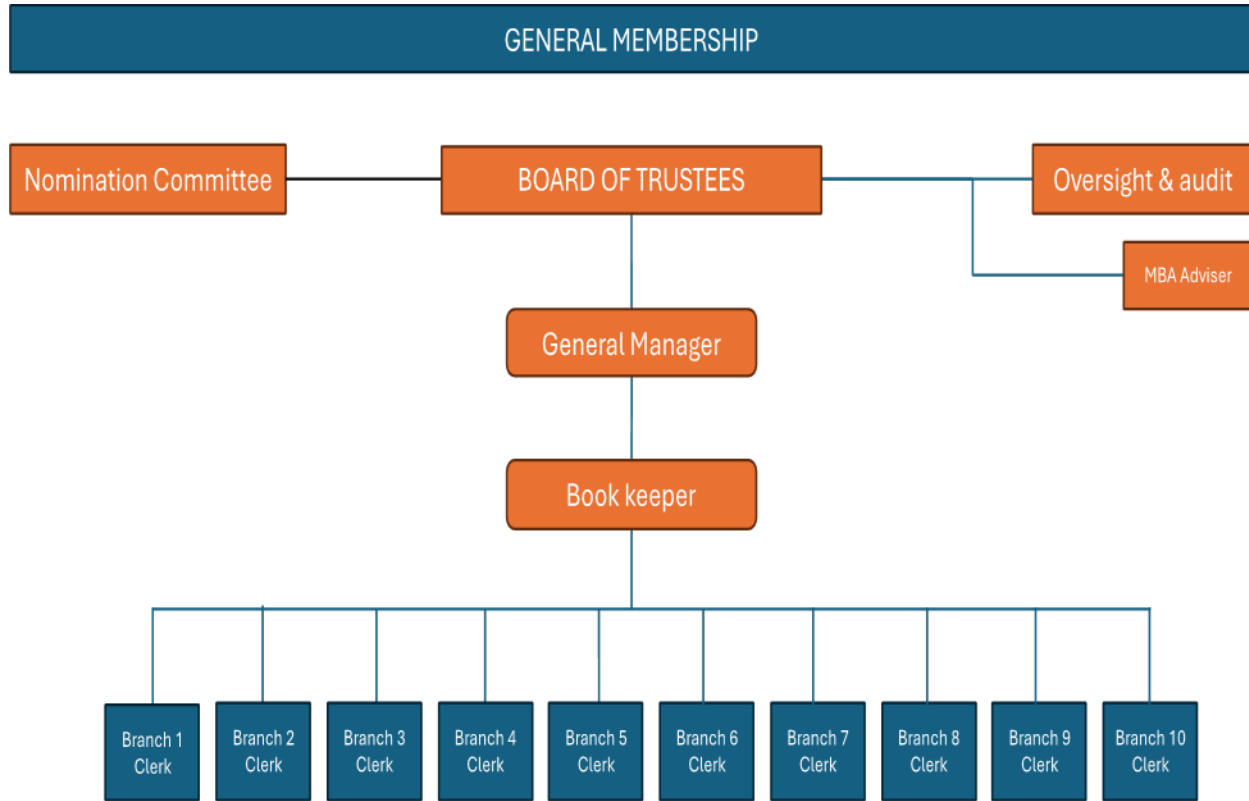 GENERAL MEMBERSHIP
Nomination Committee
BOARD OF TRUSTEES
Oversight & audit
MBA Adviser
General Manager
Book keeper
Branch 1
Clerk
Branch 2
Clerk
Branch 3
Clerk
Branch 4
Clerk
Branch 5
Clerk
Branch 6
Clerk
Branch 7
Clerk
Branch 8
Clerk
Branch 9
Clerk
Branch 10
Clerk